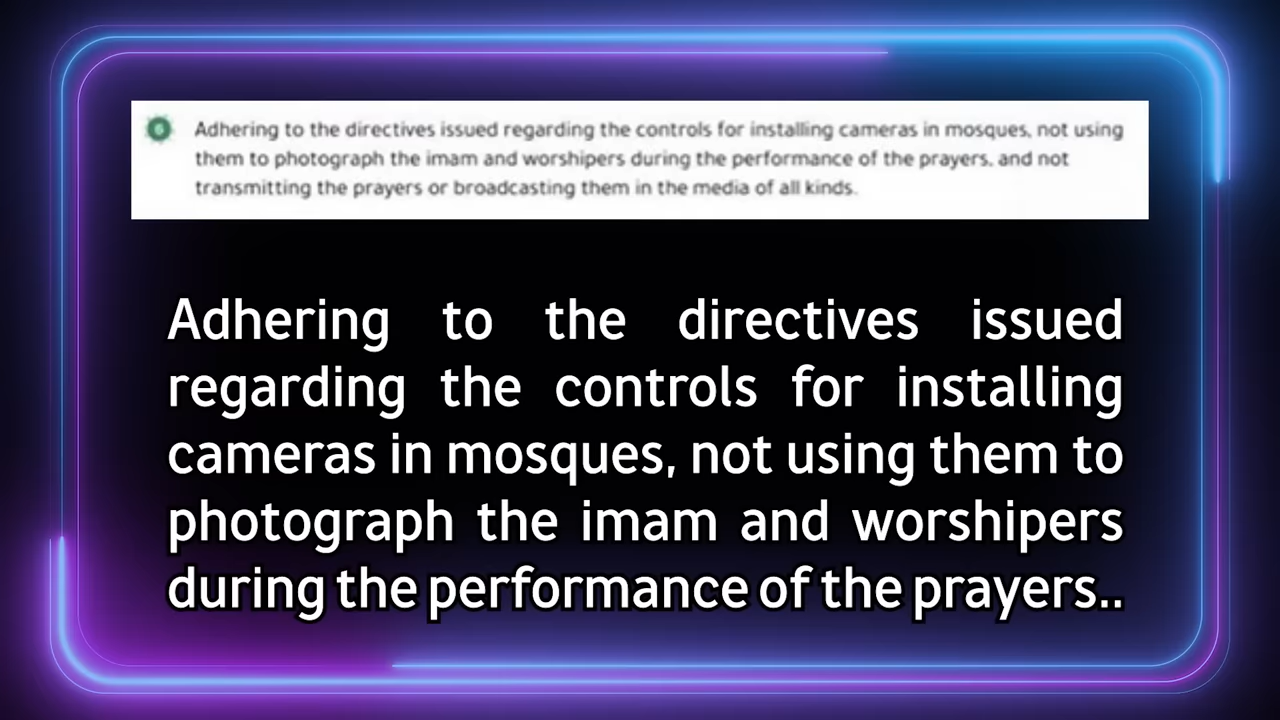 Adhering to the directives issued regarding the controls for installing cameras in mosques, not using
them to photograph the imam and worshipers during the performance of the prayers, and not
transmitting the prayers or broadcasting them in the media of all kinds.
Adhering to the directives issued
regarding the controls for installing
cameras in mosques, not using them to
photograph the imam and worshipers
during the performance of the prayers..